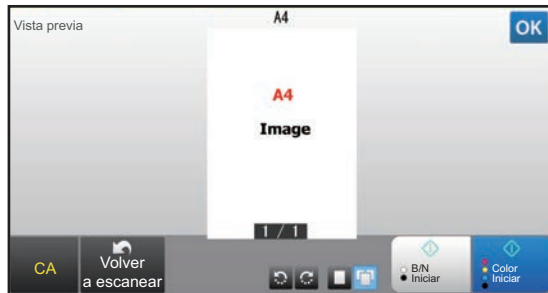 Vista previa
A4
OK
A4
Image
1 / 1
CA
Volver
a escanear
B/N
Iniciar
Color
Iniciar